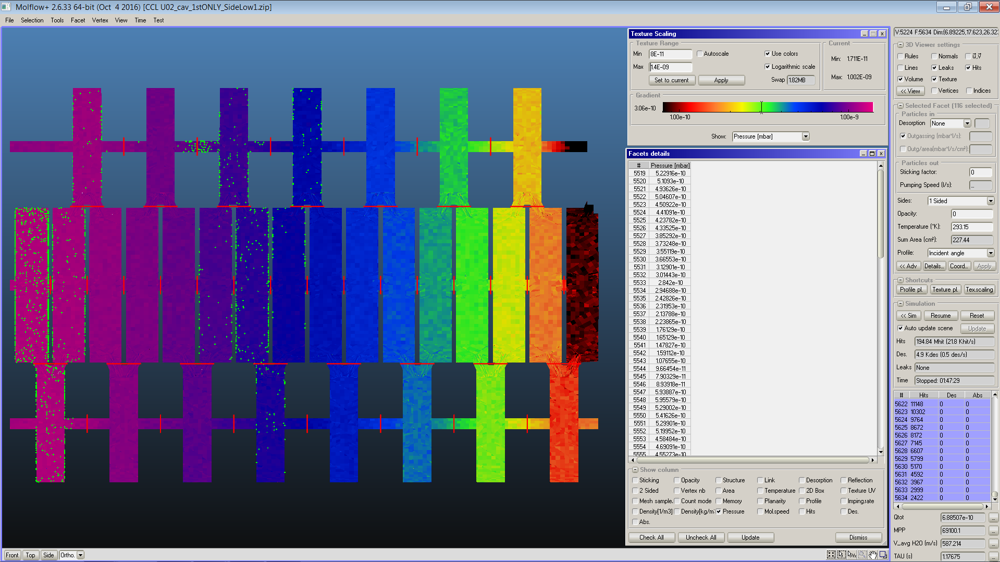 Molflow+ 2.6.33 64-bit (Oct 4 2016) [CCL U02_cav_1stONLY_SideLow1.zip]
File Selection Tools Facet Vertex View Time Test
Texture Scaling
Texture Range
Min 8E-11 Autoscale Use colors
Max 1.4E-09 Logarithmic scale
Set to current Apply Swap 1.82MB
Current
Min: 1.711E-11
Max: 1.002E-09
Gradient
3.06e-10
1.00e-10 1.00e-9
Show: Pressure [mbar]
Facets details
# Pressure [mbar]
5519 5.22916e-10
5520 5.1093e-10
5521 4.93626e-10
5522 5.04607e-10
5523 4.50922e-10
5524 4.41091e-10
5525 4.23782e-10
5526 4.33525e-10
5527 3.85292e-10
5528 3.73248e-10
5529 3.55119e-10
5530 3.66553e-10
5531 3.12901e-10
5532 3.01443e-10
5533 2.842e-10
5534 2.94688e-10
5535 2.42826e-10
5536 2.31953e-10
5537 2.13788e-10
5538 2.23865e-10
5539 1.76129e-10
5540 1.65129e-10
5541 1.47827e-10
5542 1.59112e-10
5543 1.07655e-10
5544 9.66454e-11
5545 7.90329e-11
5546 8.93918e-11
5547 5.93887e-10
5548 5.95579e-10
5549 5.29002e-10
5550 5.41626e-10
5551 5.29901e-10
5552 5.19952e-10
5553 4.58484e-10
5554 4.69091e-10
5555 4.55273e-10
Show column
Sticking Opacity Structure Link Desorption Reflection
2 Sided Vertex nb Area Temperature 2D Box Texture UV
Mesh sample. Count mode Memory Planarity Profile Imping.rate
Density[1/m3] Density[kg/m: Pressure Mol.speed Hits Des.
Abs.
Check All Uncheck All Update Dismiss
V:5224 F:5634 Dim:(6.89225,17.623,26.323
3D Viewer settings
Rules Normals u,v
Lines Leaks Hits
Volume Texture
<< View Vertices Indices
Selected Facet (116 selected)
Particles in
Desorption None
Outgassing (mbar*l/s):
Outg/area(mbar*l/s/cm²):
Particles out
Sticking factor: 0
Pumping Speed (l/s): ...
Sides: 1 Sided
Opacity: 0
Temperature (°K): 293.15
Sum Area (cm²): 227.44
Profile: Incident angle
<< Adv Details... Coord... Apply
Shortcuts
Profile pl. Texture pl. Tex.scaling
Simulation
<< Sim Resume Reset
Auto update scene Update
Hits 194.84 Mhit (21.8 Khit/s)
Des. 4.9 Kdes (0.5 des/s)
Leaks None
Time Stopped: 01:47:29
# Hits Des Abs
5622 11148 0 0
5623 10302 0 0
5624 9764 0 0
5625 8672 0 0
5626 8172 0 0
5627 7145 0 0
5628 6607 0 0
5629 5799 0 0
5630 5170 0 0
5631 4592 0 0
5632 3967 0 0
5633 2999 0 0
5634 2422 0 0
Qtot 6.88507e-10 ...
MPP 69100.1 ...
V_avg H2O (m/s) 587.214 ...
TAU (s) 1.17675 ...
Front Top Side Ortho.